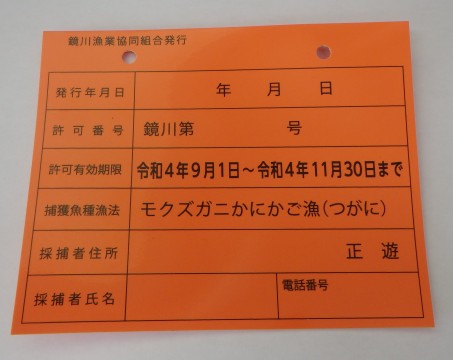 鏡川漁業協同組合発行
発行年月日 年 月 日
許可番号 鏡川第 号
許可有効期限 令和4年9月1日～令和4年11月30日まで
捕獲魚種漁法 モクズガニかにかご漁(つがに)
採捕者住所 正 遊
採捕者氏名 電話番号